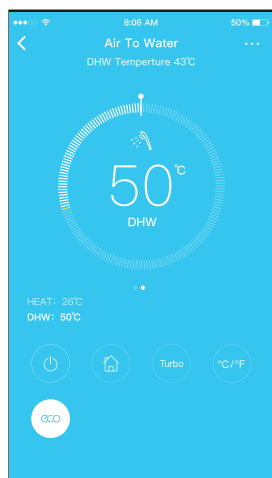 8:08 AM
50%
Air To Water
...
DHW Temperture 43℃
50℃
DHW
HEAT: 26℃
DHW: 50℃
Turbo
℃/℉
eco